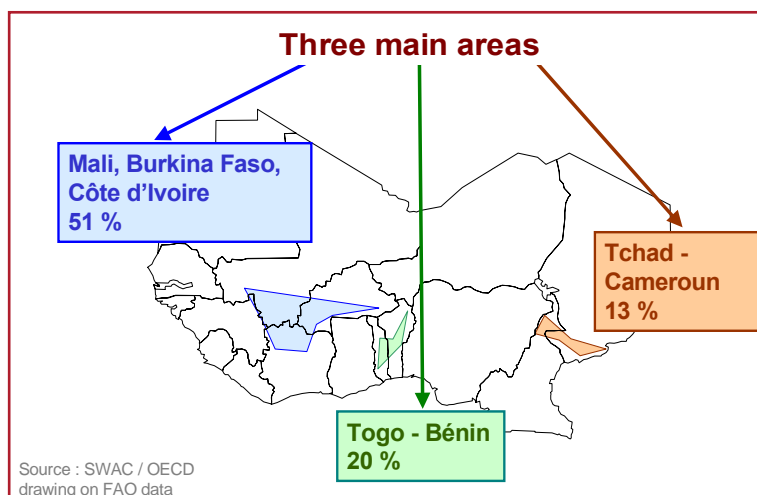 Three main areas
Mali, Burkina Faso,
Côte d'Ivoire
51 %
Tchad -
Cameroun
13 %
Togo - Bénin
20 %
Source : SWAC / OECD
drawing on FAO data